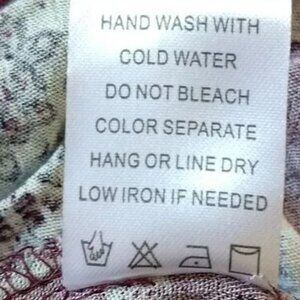 HAND WASH WITH
COLD WATER
DO NOT BLEACH
COLOR SEPARATE
HANG OR LINE DRY
LOW IRON IF NEEDED